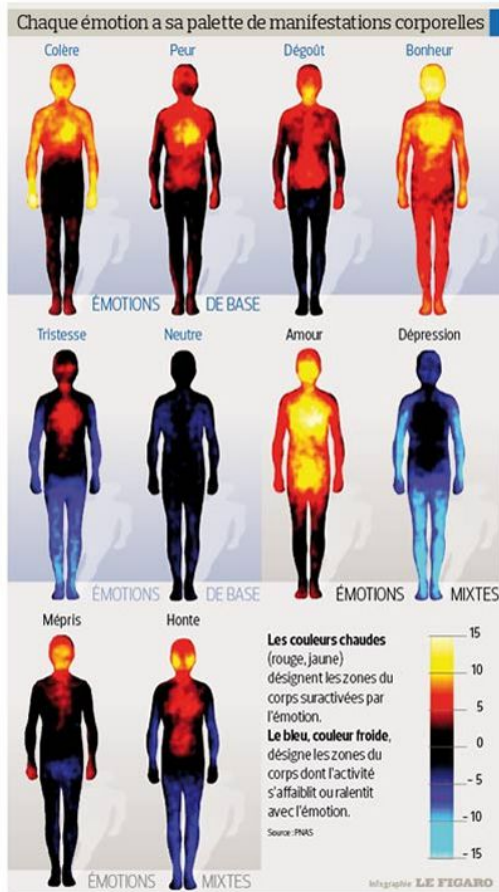 Chaque émotion a sa palette de manifestations corporelles
Colère Peur Dégoût Bonheur
ÉMOTIONS DE BASE
Tristesse Neutre Amour Dépression
ÉMOTIONS DE BASE ÉMOTIONS MIXTES
Mépris Honte
Les couleurs chaudes
(rouge, jaune)
désignent les zones du
corps suractivées par
l'émotion.
Le bleu, couleur froide,
désigne les zones du
corps dont l'activité
s'affaiblit ou ralentit
avec l'émotion.
Source : PNAS
15
10
5
0
- 5
- 10
- 15
ÉMOTIONS MIXTES
Infographie LE FIGARO